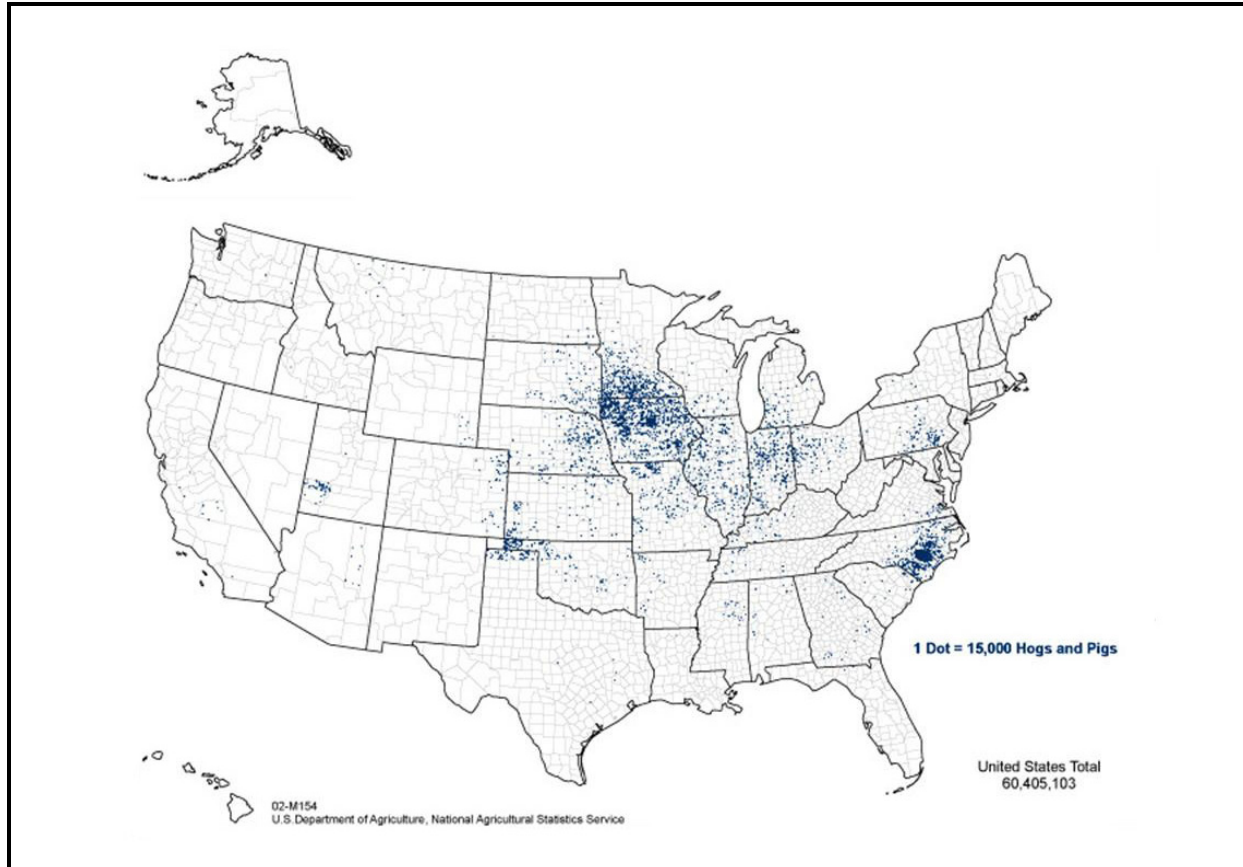 1 Dot = 15,000 Hogs and Pigs
United States Total
60,405,103
02-M154
U.S. Department of Agriculture, National Agricultural Statistics Service